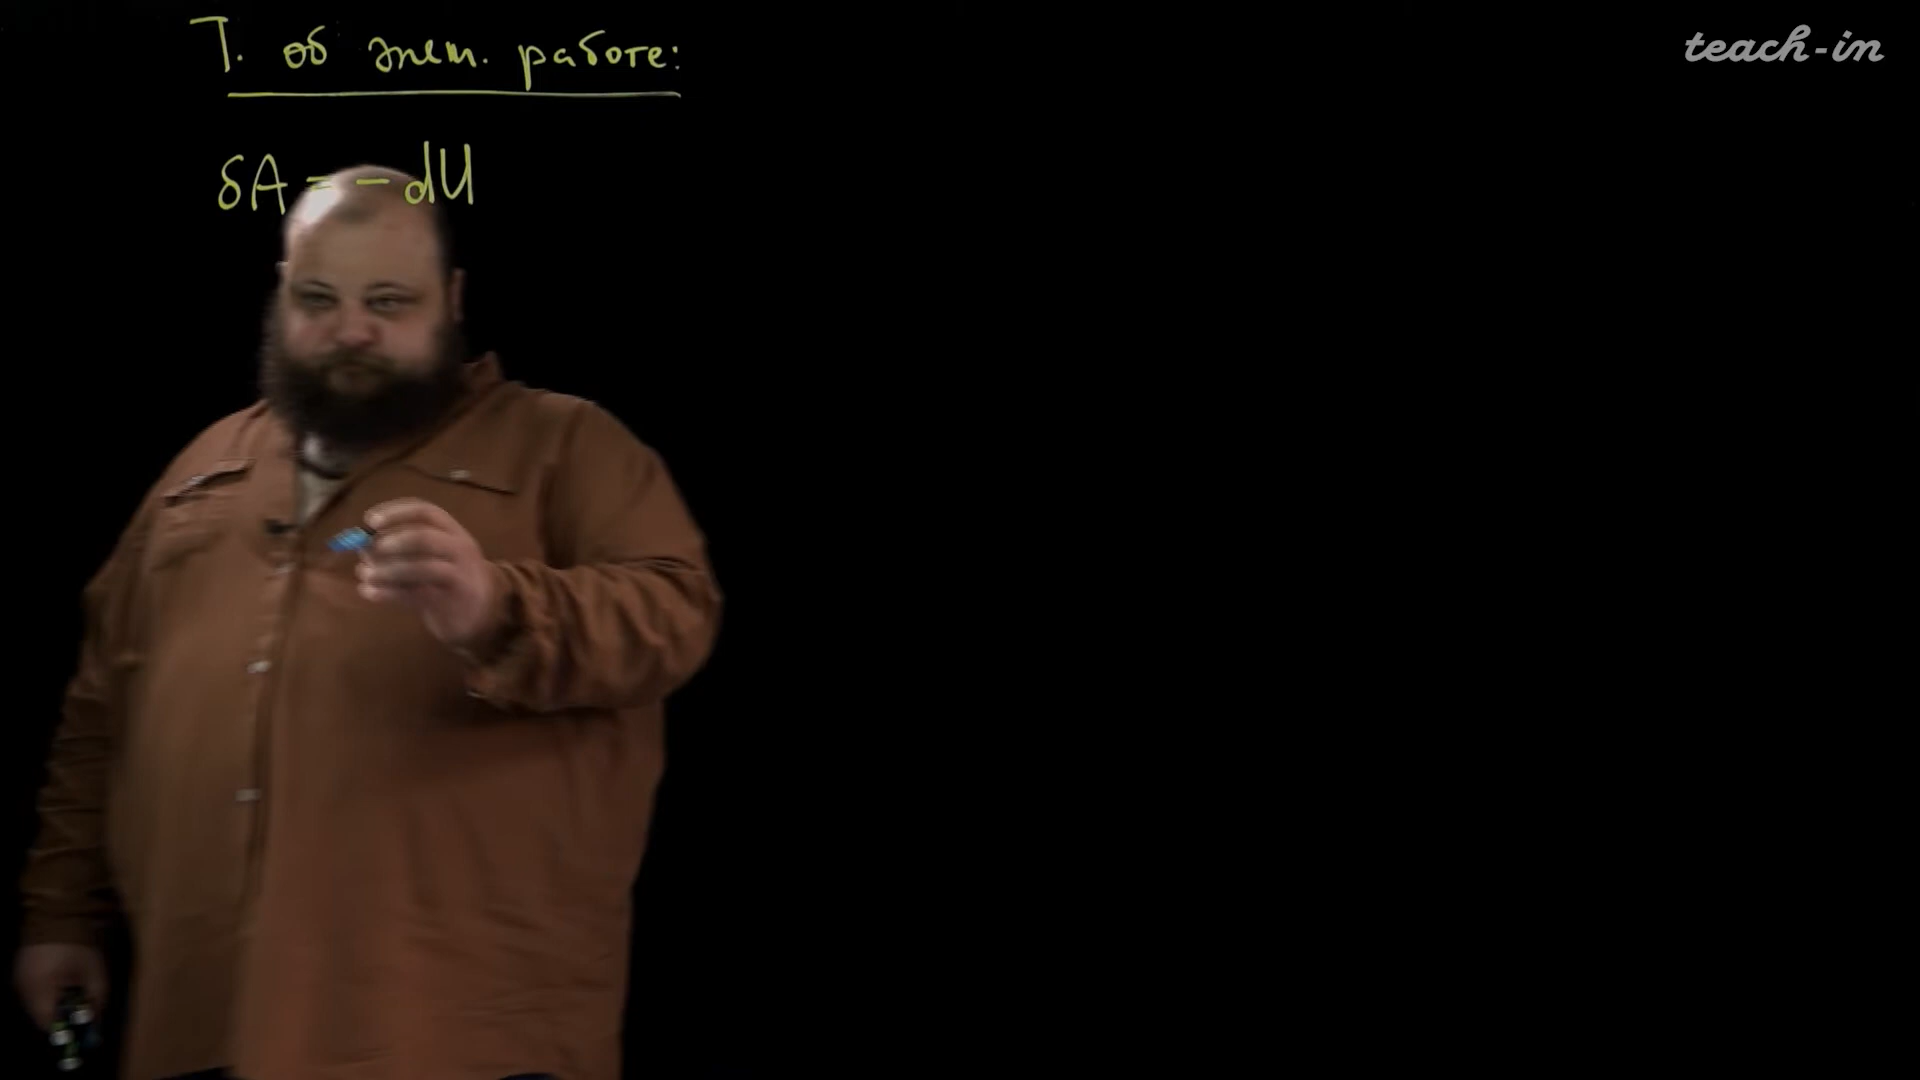 Т. об элем. работе:
teach-in
δA = - dU